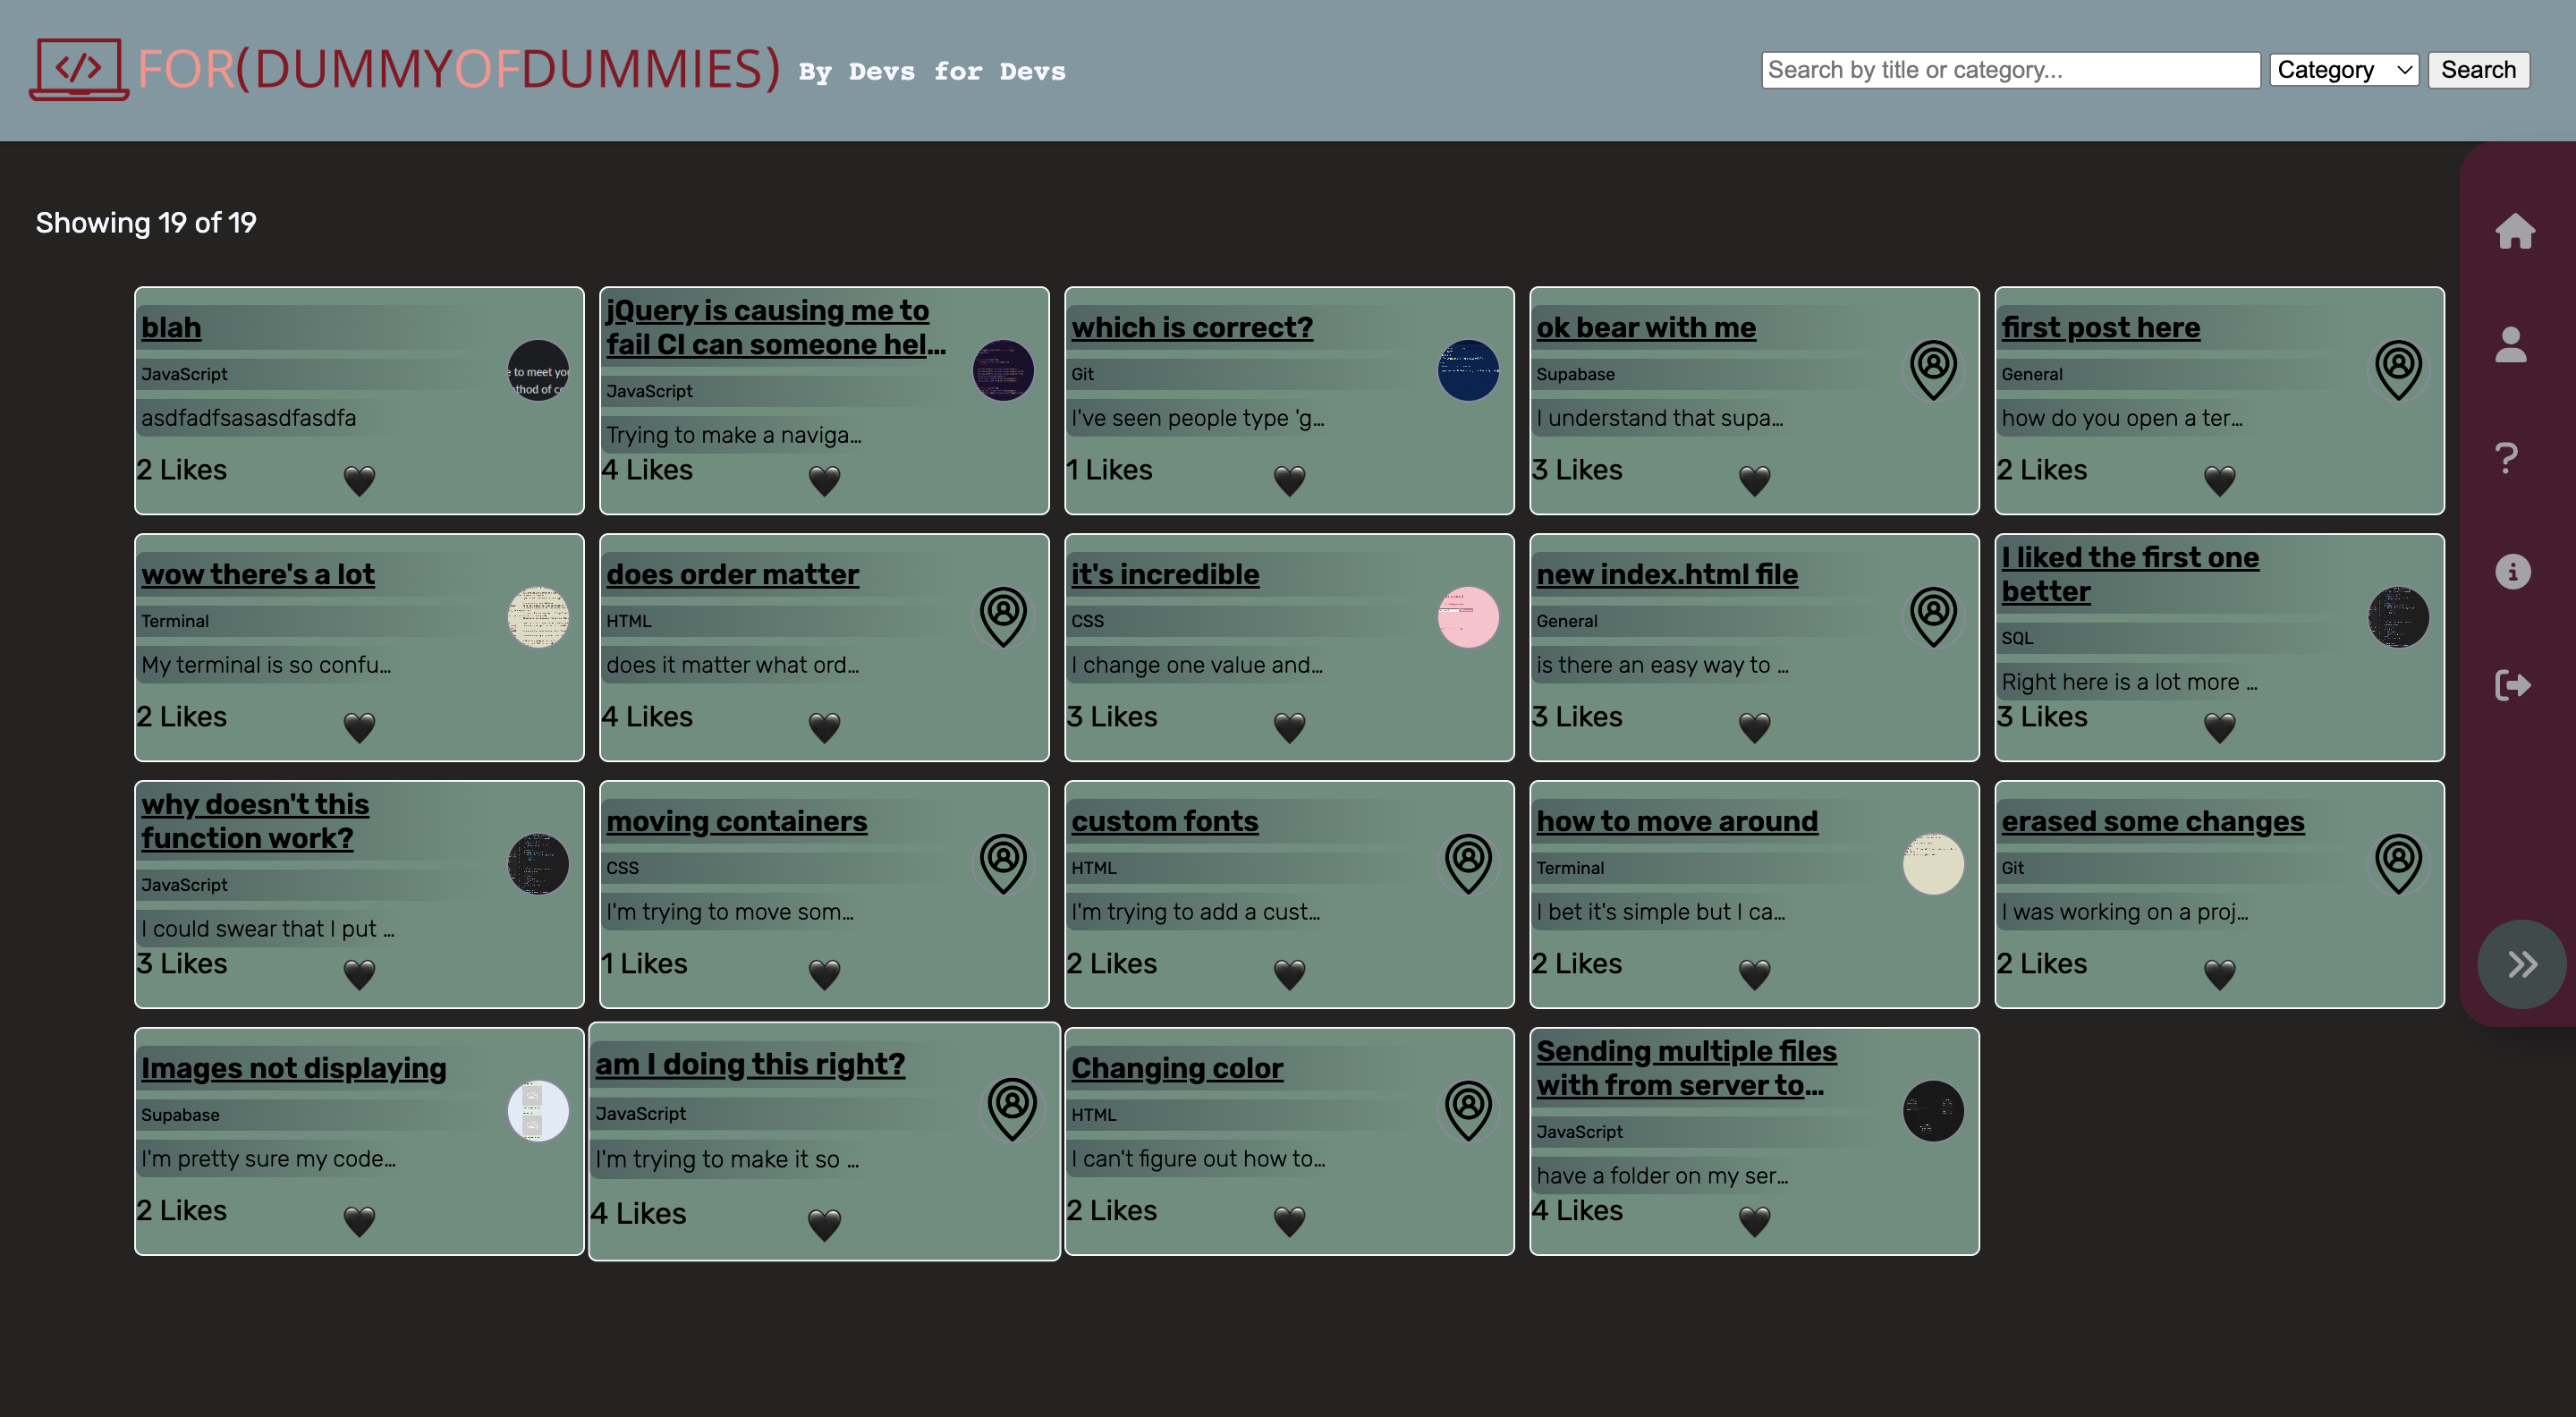 </> FOR(DUMMYOFDUMMIES) By Devs for Devs
Search by title or category... Category Search
Showing 19 of 19
blah
JavaScript
asdfadfsasasdfasdfa
2 Likes
jQuery is causing me to
fail CI can someone hel...
JavaScript
Trying to make a naviga...
4 Likes
which is correct?
Git
I've seen people type 'g...
1 Likes
ok bear with me
Supabase
I understand that supa...
3 Likes
first post here
General
how do you open a ter...
2 Likes
wow there's a lot
Terminal
My terminal is so confu...
2 Likes
does order matter
HTML
does it matter what ord...
4 Likes
it's incredible
CSS
I change one value and...
3 Likes
new index.html file
General
is there an easy way to ...
3 Likes
I liked the first one
better
SQL
Right here is a lot more ...
3 Likes
why doesn't this
function work?
JavaScript
I could swear that I put ...
3 Likes
moving containers
CSS
I'm trying to move som...
1 Likes
custom fonts
HTML
I'm trying to add a cust...
2 Likes
how to move around
Terminal
I bet it's simple but I ca...
2 Likes
erased some changes
Git
I was working on a proj...
2 Likes
Images not displaying
Supabase
I'm pretty sure my code...
2 Likes
am I doing this right?
JavaScript
I'm trying to make it so ...
4 Likes
Changing color
HTML
I can't figure out how to...
2 Likes
Sending multiple files
with from server to...
JavaScript
have a folder on my ser...
4 Likes